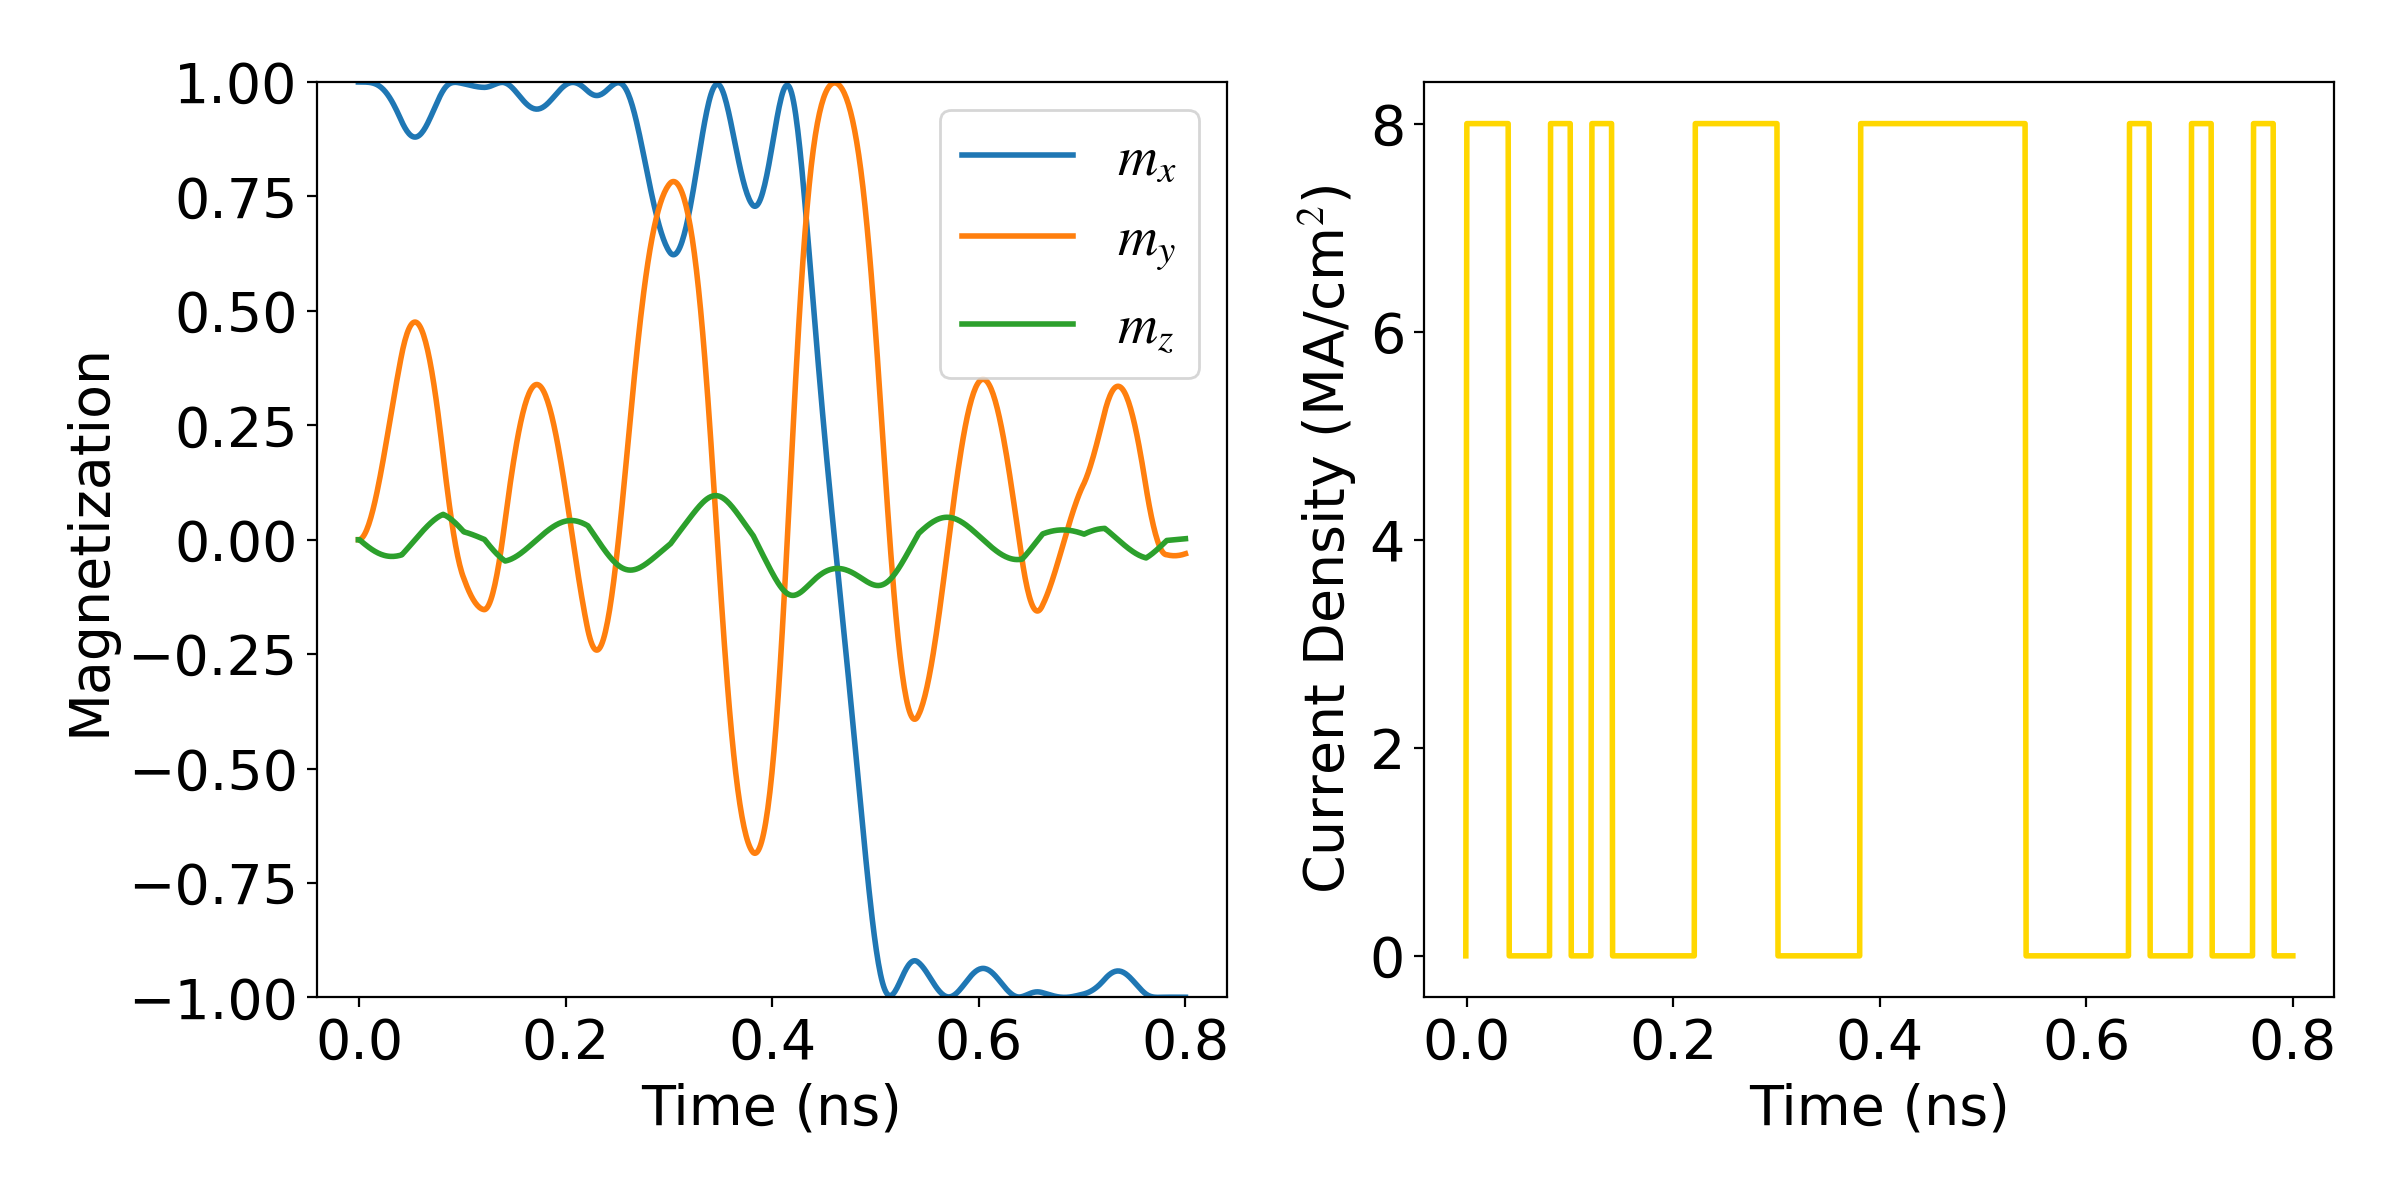 1.00
0.75
0.50
0.25
0.00
−0.25
−0.50
−0.75
−1.00
Magnetization
0.0 0.2 0.4 0.6 0.8
Time (ns)
m_x
m_y
m_z
8
6
4
2
0
Current Density (MA/cm²)
0.0 0.2 0.4 0.6 0.8
Time (ns)